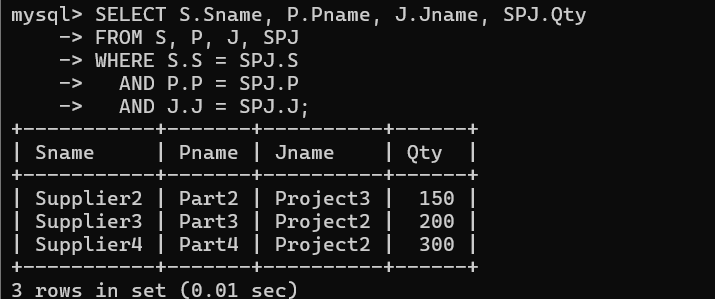 mysql> SELECT S.Sname, P.Pname, J.Jname, SPJ.Qty
    -> FROM S, P, J, SPJ
    -> WHERE S.S = SPJ.S
    ->   AND P.P = SPJ.P
    ->   AND J.J = SPJ.J;
+-----------+-------+----------+------+
| Sname     | Pname | Jname    | Qty  |
+-----------+-------+----------+------+
| Supplier2 | Part2 | Project3 |  150 |
| Supplier3 | Part3 | Project2 |  200 |
| Supplier4 | Part4 | Project2 |  300 |
+-----------+-------+----------+------+
3 rows in set (0.01 sec)